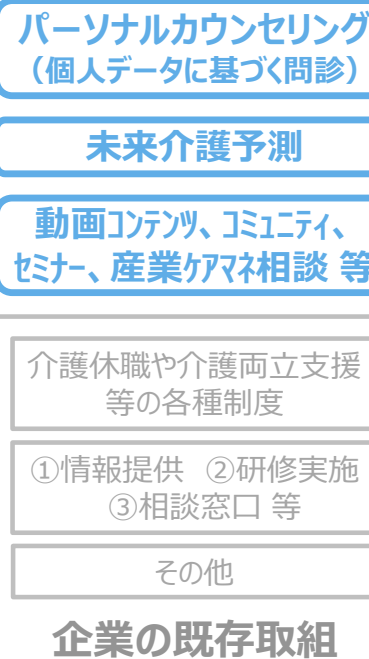 パーソナルカウンセリング
（個人データに基づく問診）
未来介護予測
動画コンテンツ、コミュニティ、
セミナー、産業ケアマネ相談 等
介護休職や介護両立支援
等の各種制度
①情報提供 ②研修実施
③相談窓口 等
その他
企業の既存取組